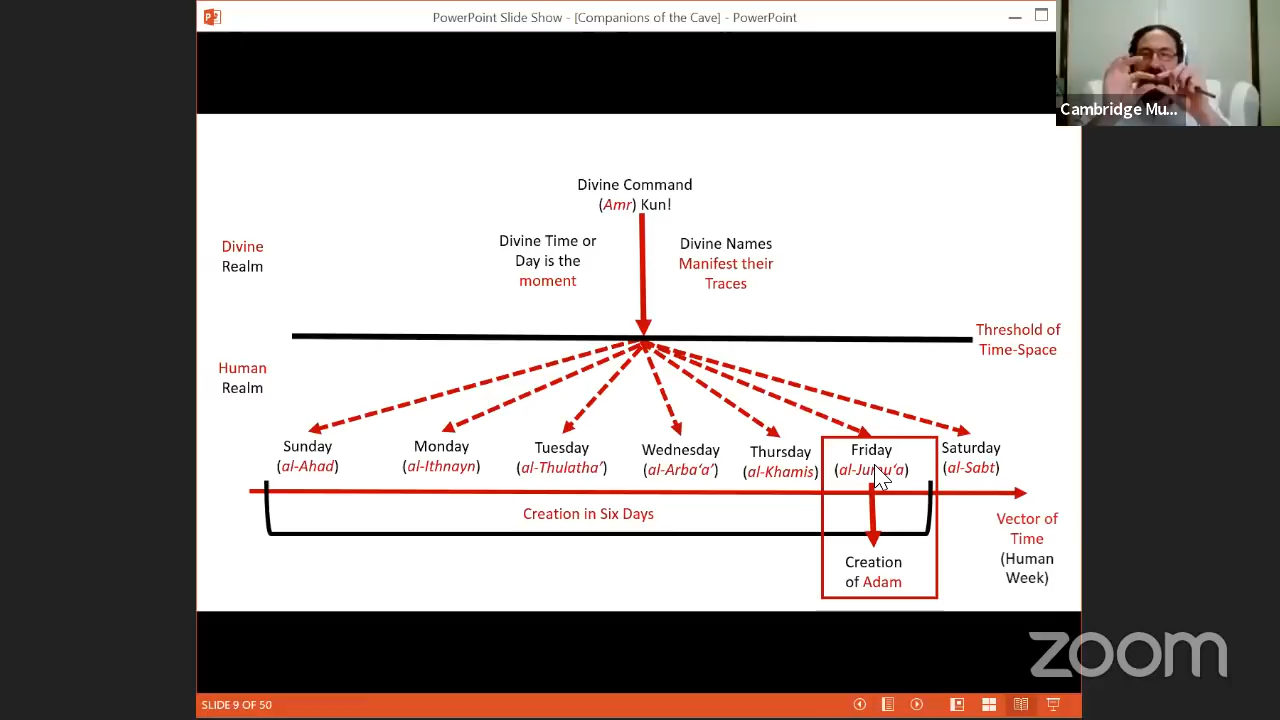 PowerPoint Slide Show - [Companions of the Cave] - PowerPoint
Cambridge Mu...
Divine Command
(Amr) Kun!
Divine Time or
Day is the
moment
Divine Names
Manifest their
Traces
Divine
Realm
Threshold of
Time-Space
Human
Realm
Sunday
(al-Ahad)
Monday
(al-Ithnayn)
Tuesday
(al-Thulatha’)
Wednesday
(al-Arba‘a’)
Thursday
(al-Khamis)
Friday
Saturday
(al-Sabt)
Creation in Six Days
Creation
of Adam
Vector of
Time
(Human
Week)
zoom
SLIDE 9 OF 50